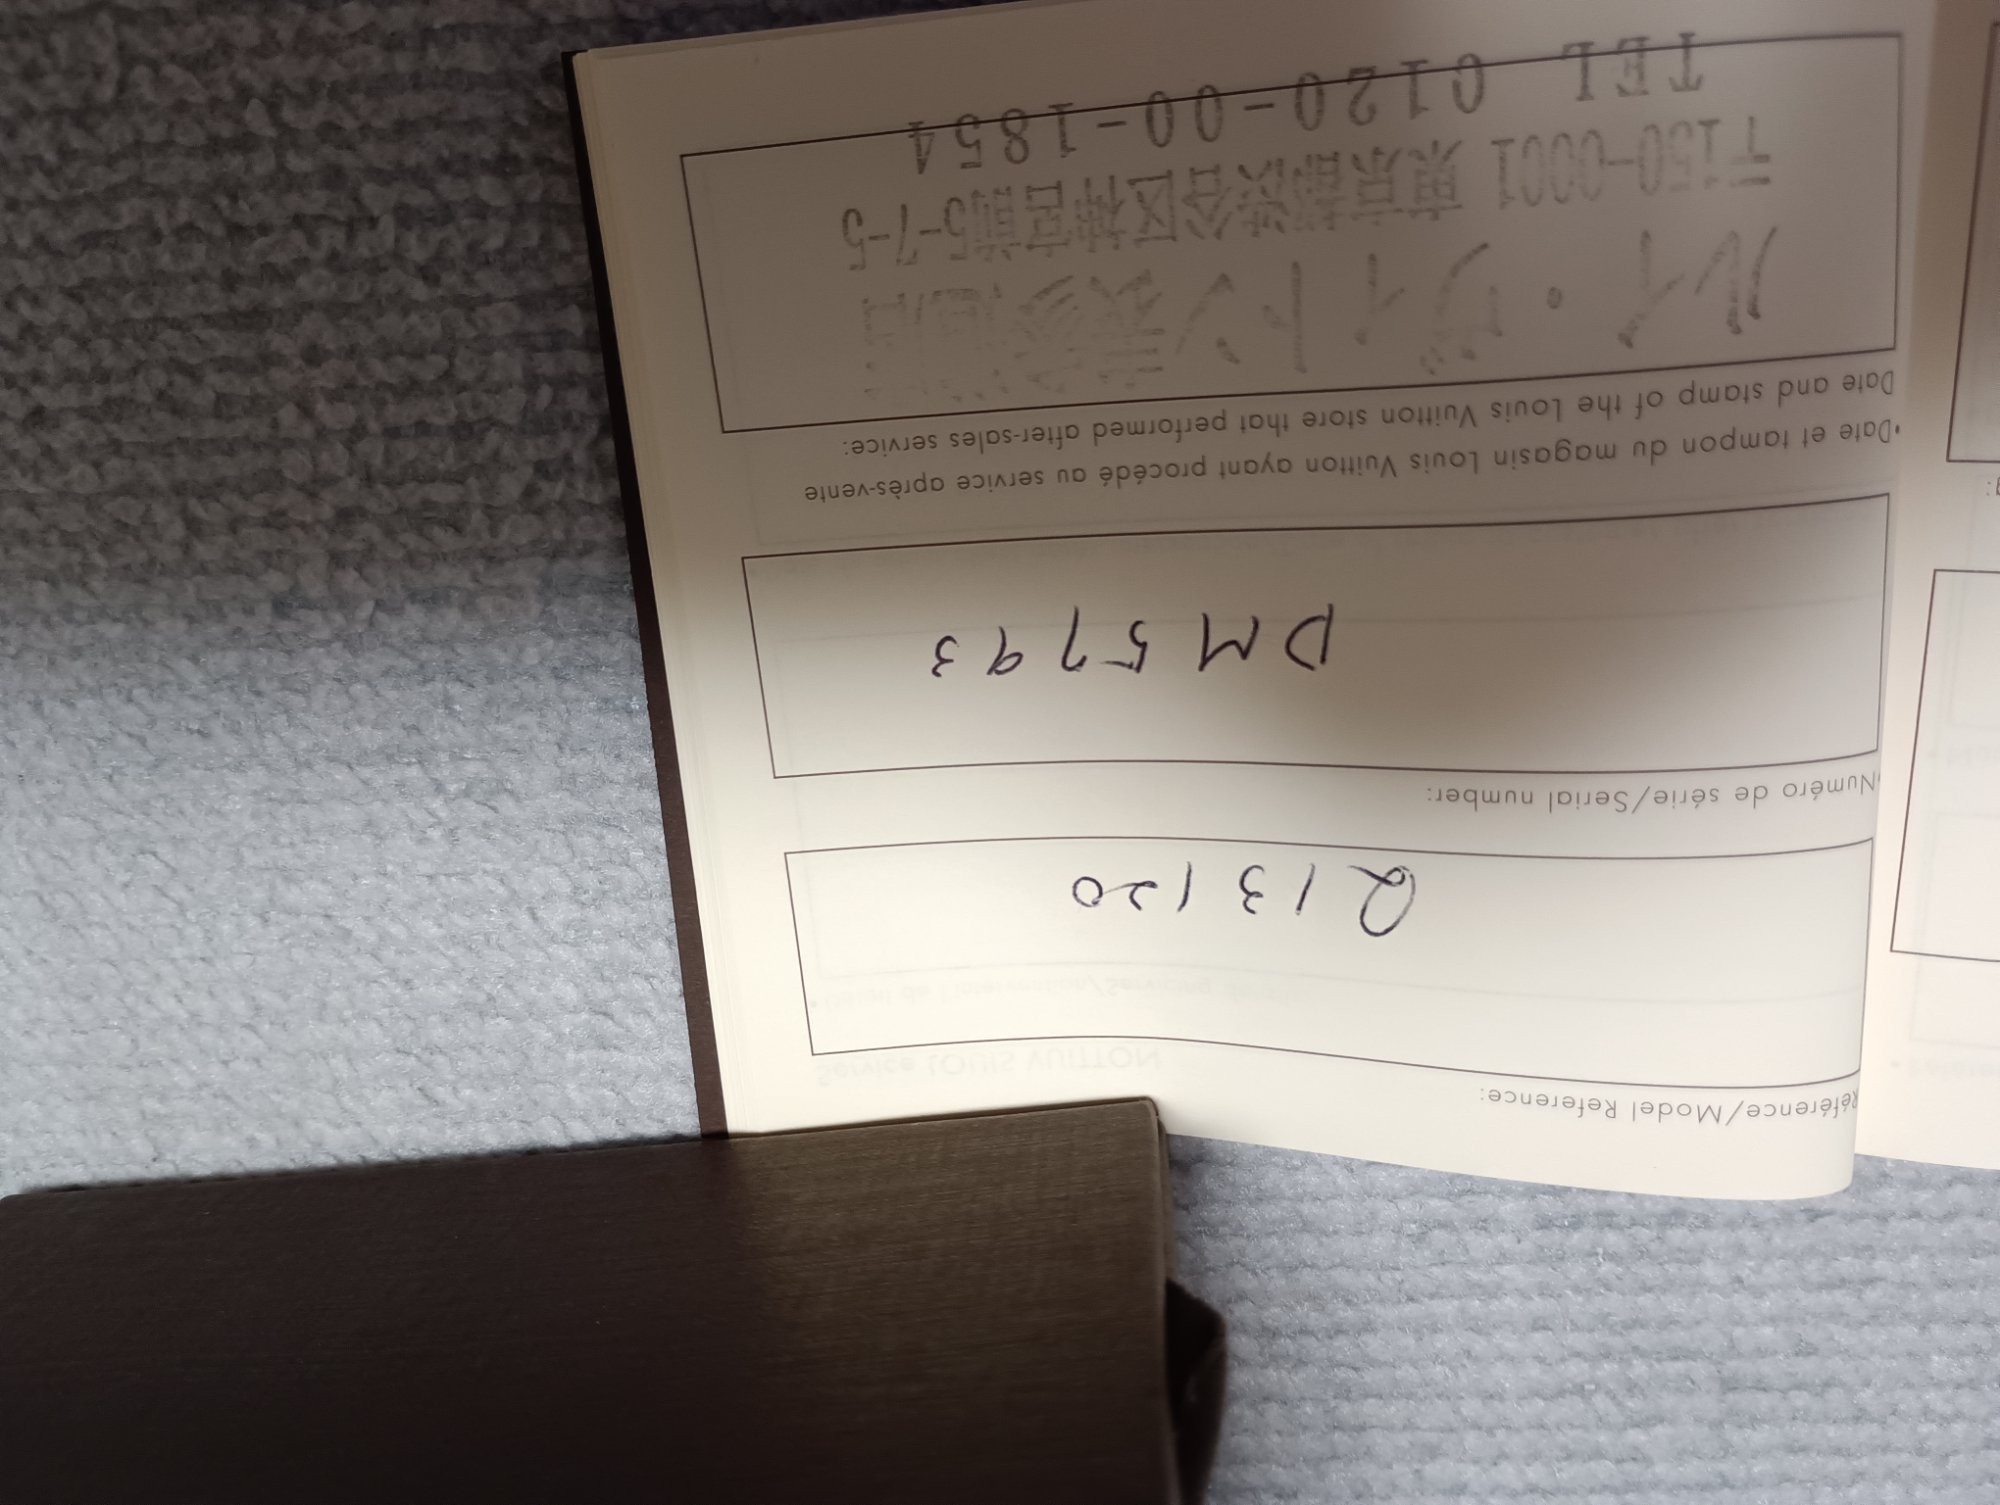 Référence/Model Reference:
Q13120
Numéro de série/Serial number:
DM5793
•Date et tampon du magasin Louis Vuitton ayant procédé au service après-vente
Date and stamp of the Louis Vuitton store that performed after-sales service:
ルイ・ヴィトン表参道店
〒150-0001 東京都渋谷区神宮前5-7-5
TEL 0120-00-1854
Service LOUIS VUITTON